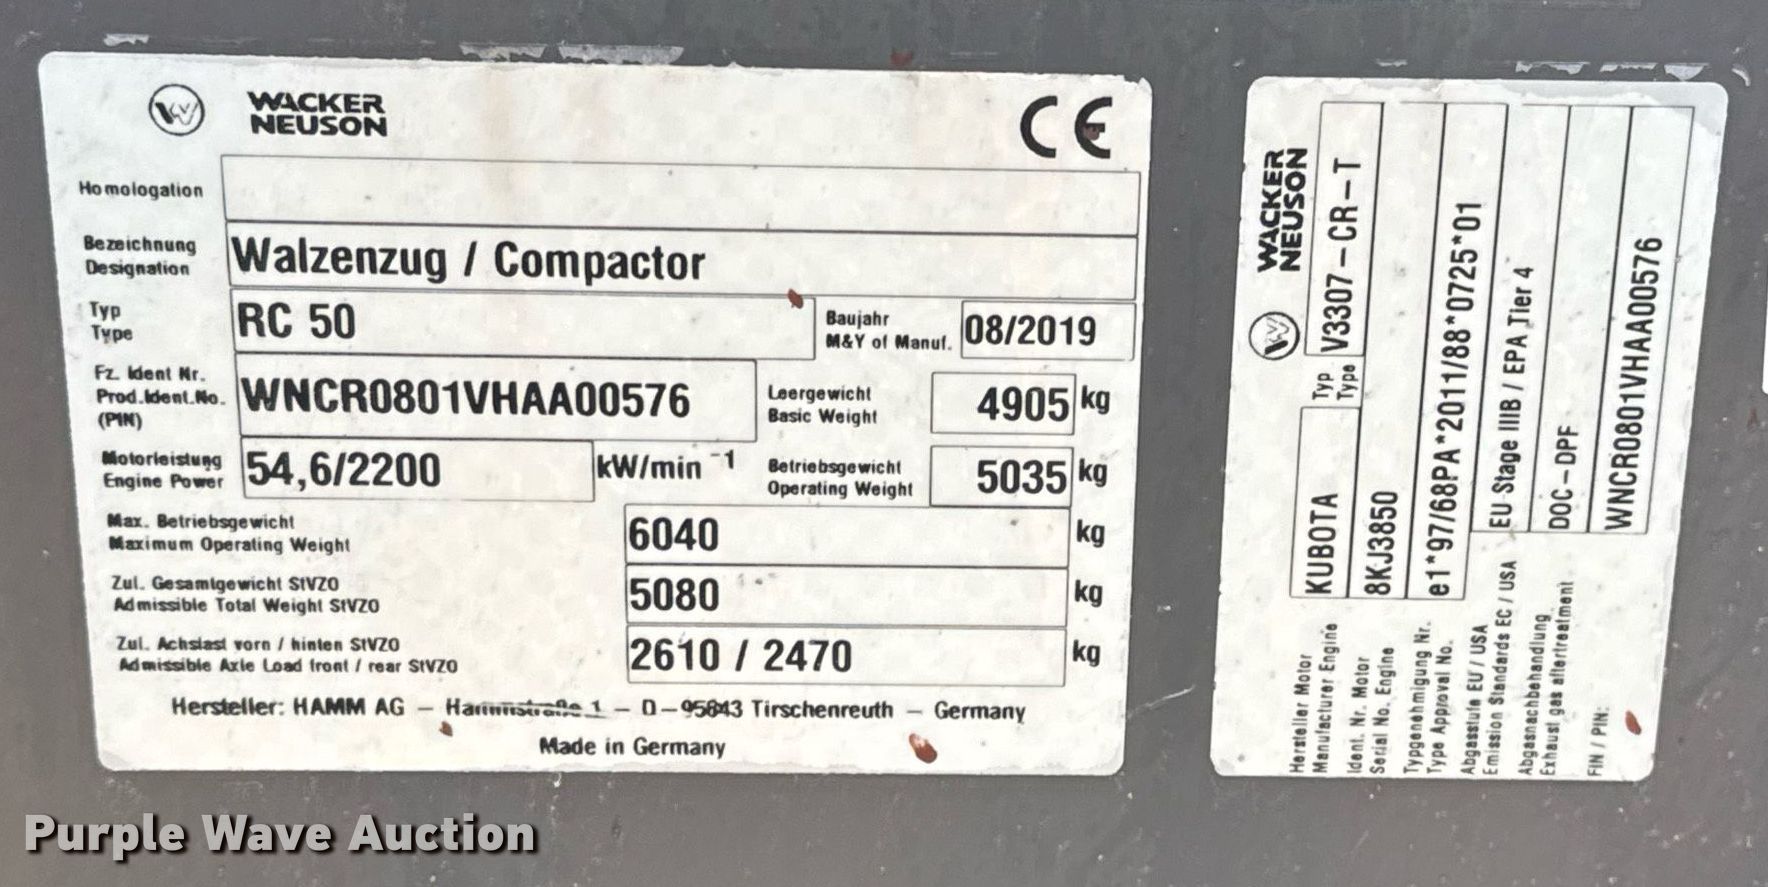 WACKER
NEUSON
CE
Homologation
Bezeichnung
Designation
Walzenzug / Compactor
Typ
Type
RC 50
Baujahr
M&Y of Manuf.
08/2019
Fz. Ident Nr.
Prod.Ident.No.
(PIN)
WNCR0801VHAA00576
Leergewicht
Basic Weight
4905 kg
Motorleistung
Engine Power
54,6/2200 kW/min⁻¹
Betriebsgewicht
Operating Weight
5035 kg
Max. Betriebsgewicht
Maximum Operating Weight
6040 kg
Zul. Gesamtgewicht StVZO
Admissible Total Weight StVZO
5080 kg
Zul. Achslast vorn / hinten StVZO
Admissible Axle Load front / rear StVZO
2610 / 2470 kg
Hersteller: HAMM AG – Hammstraße 1 – D–95643 Tirschenreuth – Germany
Made in Germany
WACKER
NEUSON
Hersteller Motor
Manufacturer Engine
KUBOTA
Typ
Type
V3307–CR–T
Ident. Nr. Motor
Serial No. Engine
8KJ3850
Typgenehmigung Nr.
Type Approval No.
e1*97/68PA*2011/88*0725*01
Abgasstufe EU / USA
Emission Standards EC / USA
EU Stage IIIB / EPA Tier 4
Abgasnachbehandlung
Exhaust gas aftertreatment
DOC–DPF
FIN / PIN:
WNCR0801VHAA00576
Purple Wave Auction